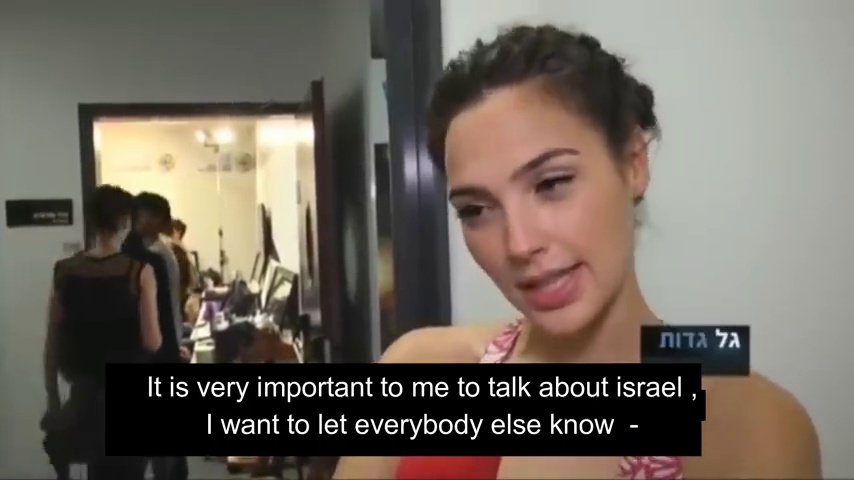 גל גדות
It is very important to me to talk about israel ,
I want to let everybody else know -